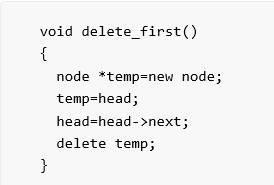 void delete_first()
{
  node *temp=new node;
  temp=head;
  head=head->next;
  delete temp;
}